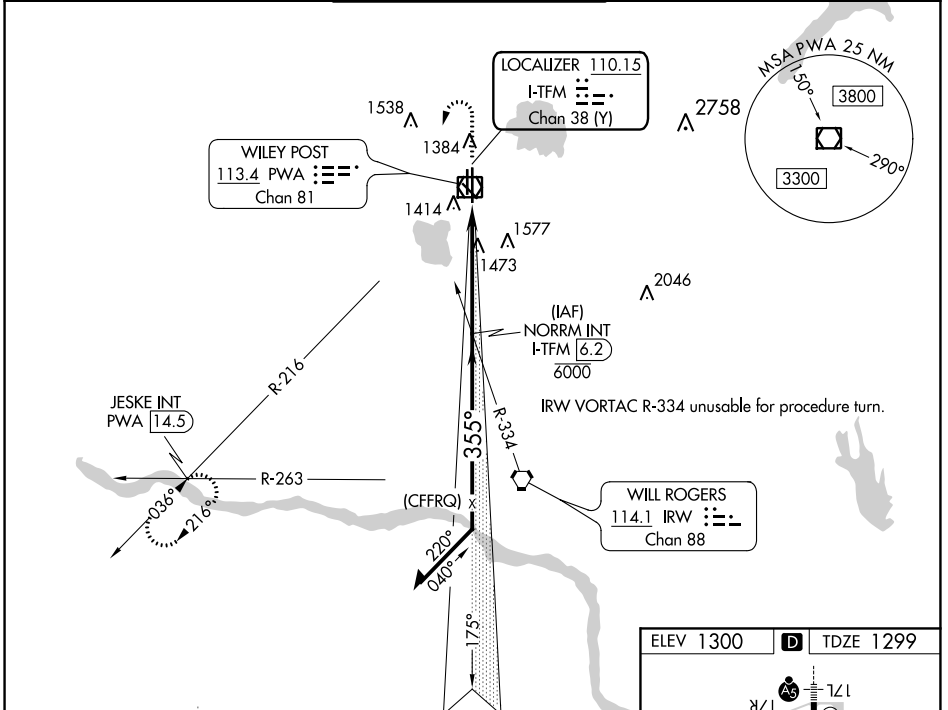 LOCALIZER 110.15
I-TFM
Chan 38 (Y)
MSA PWA 25 NM
150°
3800
290°
3300
1538
1384
2758
WILEY POST
113.4 PWA
Chan 81
1414
1577
1473
2046
(IAF)
NORRM INT
I-TFM 6.2
6000
R-216
JESKE INT
PWA 14.5
IRW VORTAC R-334 unusable for procedure turn.
355°
R-334
R-263
036°
216°
(CFFRQ) X
WILL ROGERS
114.1 IRW
Chan 88
220°
040°
175°
ELEV 1300 D TDZE 1299
A5
17L
17R